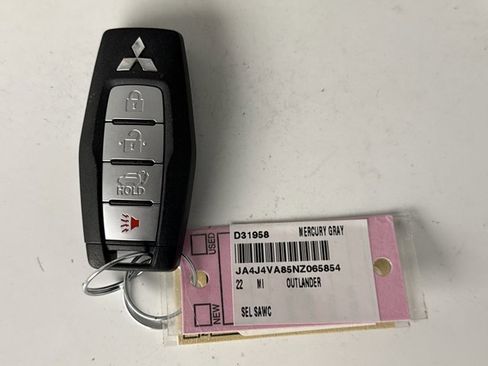 HOLD
D31958 MERCURY GRAY
JA4J4VA85NZ065854
22 MI OUTLANDER
SEL SAWC
USED
NEW